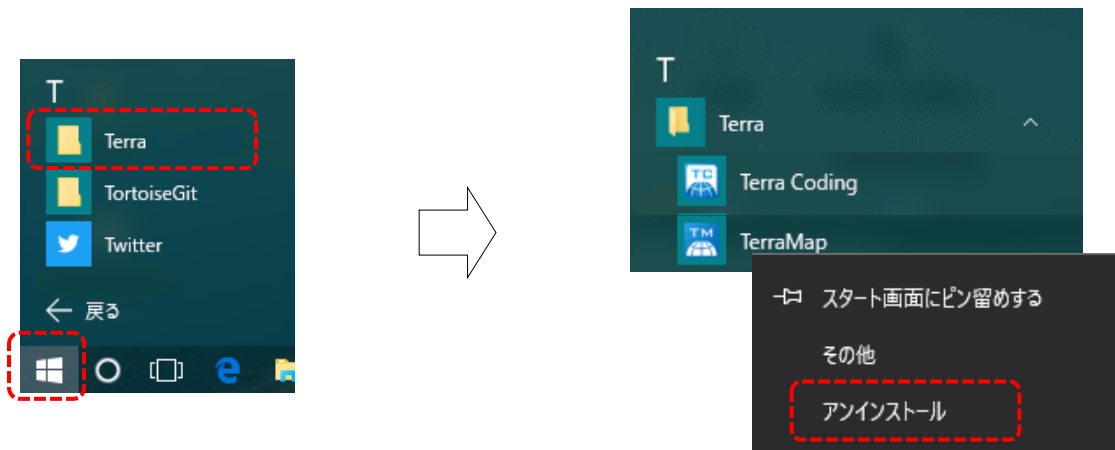 T
Terra
TortoiseGit
Twitter
戻る
T
Terra
TC
Terra Coding
TM
TerraMap
スタート画面にピン留めする
その他
アンインストール